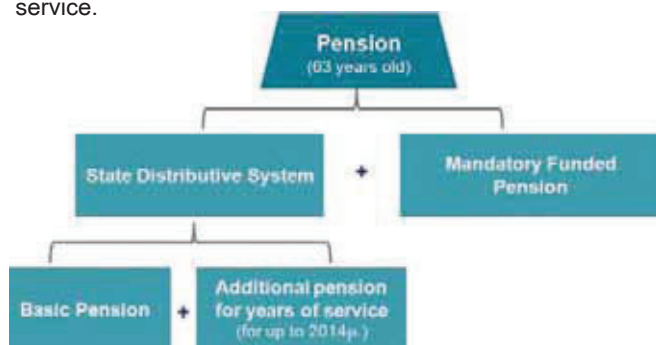 service.
Pension
(63 years old)
State Distributive System
+
Mandatory Funded
Pension
Basic Pension
+
Additional pension
for years of service
(for up to 2014թ.)